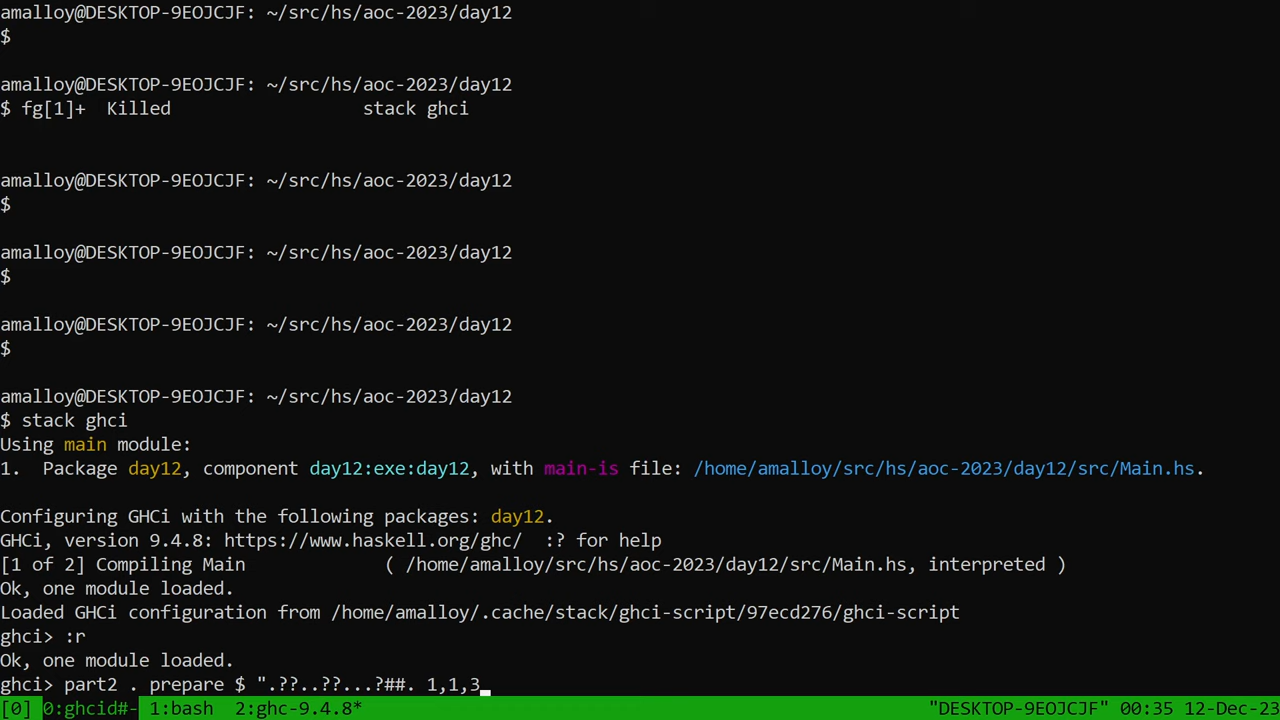 amalloy@DESKTOP-9EOJCJF: ~/src/hs/aoc-2023/day12
$
amalloy@DESKTOP-9EOJCJF: ~/src/hs/aoc-2023/day12
$ fg[1]+  Killed                  stack ghci
amalloy@DESKTOP-9EOJCJF: ~/src/hs/aoc-2023/day12
$
amalloy@DESKTOP-9EOJCJF: ~/src/hs/aoc-2023/day12
$
amalloy@DESKTOP-9EOJCJF: ~/src/hs/aoc-2023/day12
$
amalloy@DESKTOP-9EOJCJF: ~/src/hs/aoc-2023/day12
$ stack ghci
Using main module:
1.  Package day12, component day12:exe:day12, with main-is file: /home/amalloy/src/hs/aoc-2023/day12/src/Main.hs.
Configuring GHCi with the following packages: day12.
GHCi, version 9.4.8: https://www.haskell.org/ghc/  :? for help
[1 of 2] Compiling Main             ( /home/amalloy/src/hs/aoc-2023/day12/src/Main.hs, interpreted )
Ok, one module loaded.
Loaded GHCi configuration from /home/amalloy/.cache/stack/ghci-script/97ecd276/ghci-script
ghci> :r
Ok, one module loaded.
ghci> part2 . prepare $ ".??..??...?##. 1,1,3
[0] 0:ghcid#- 1:bash  2:ghc-9.4.8* "DESKTOP-9EOJCJF" 00:35 12-Dec-23